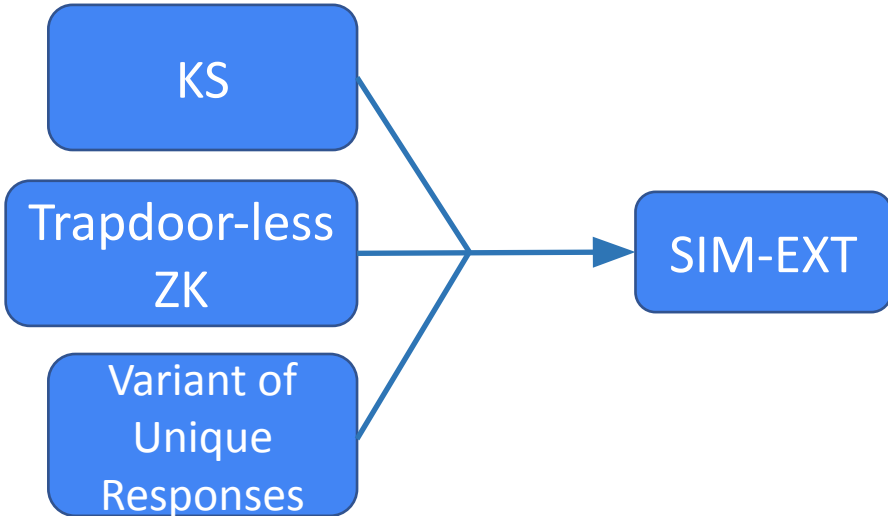 KS
Trapdoor-less
ZK
SIM-EXT
Variant of
Unique
Responses